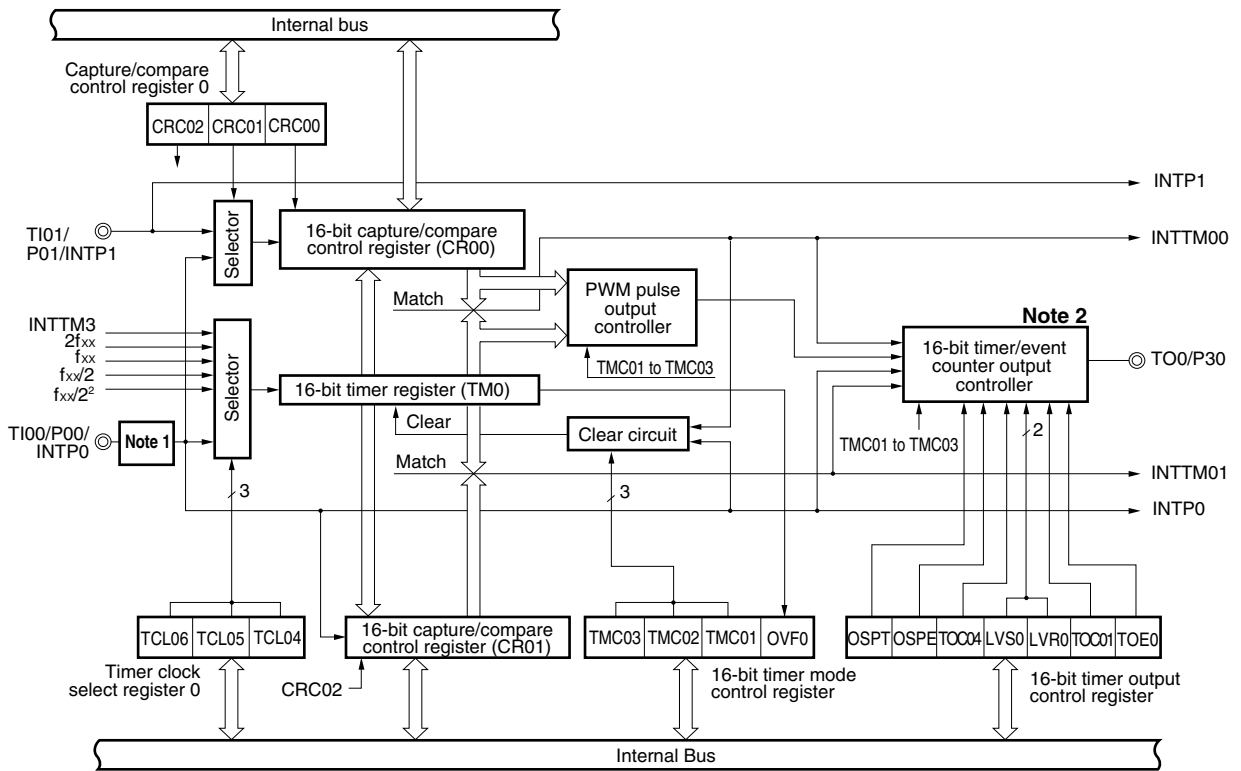 Internal bus
Capture/compare
control register 0
CRC02 CRC01 CRC00
INTP1
TI01/
P01/INTP1
Selector
16-bit capture/compare
control register (CR00)
INTTM00
Match
PWM pulse
output
controller
TMC01 to TMC03
Note 2
16-bit timer/event
counter output
controller
TO0/P30
INTTM3
2fxx
fxx
fxx/2
fxx/2²
Selector
16-bit timer register (TM0)
TI00/P00/
INTP0
Note 1
Clear
Clear circuit
TMC01 to TMC03
2
Match
INTTM01
3
3
INTP0
TCL06 TCL05 TCL04
Timer clock
select register 0
16-bit capture/compare
control register (CR01)
CRC02
TMC03 TMC02 TMC01 OVF0
16-bit timer mode
control register
OSPT OSPE TOC04 LVS0 LVR0 TOC01 TOE0
16-bit timer output
control register
Internal Bus